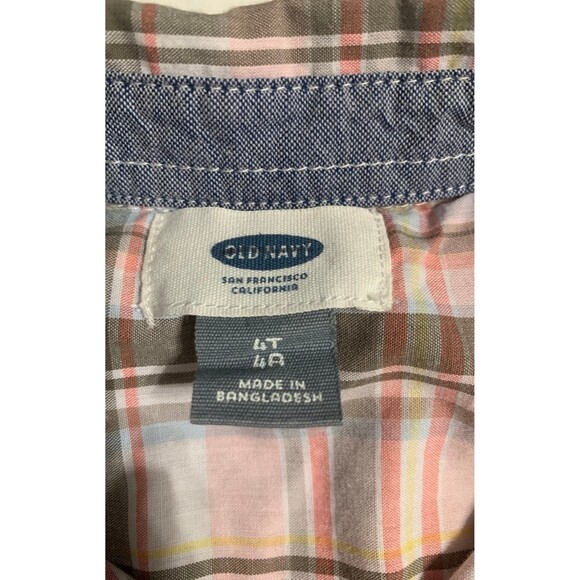 OLD NAVY
SAN FRANCISCO
CALIFORNIA
4T
4A
MADE IN
BANGLADESH